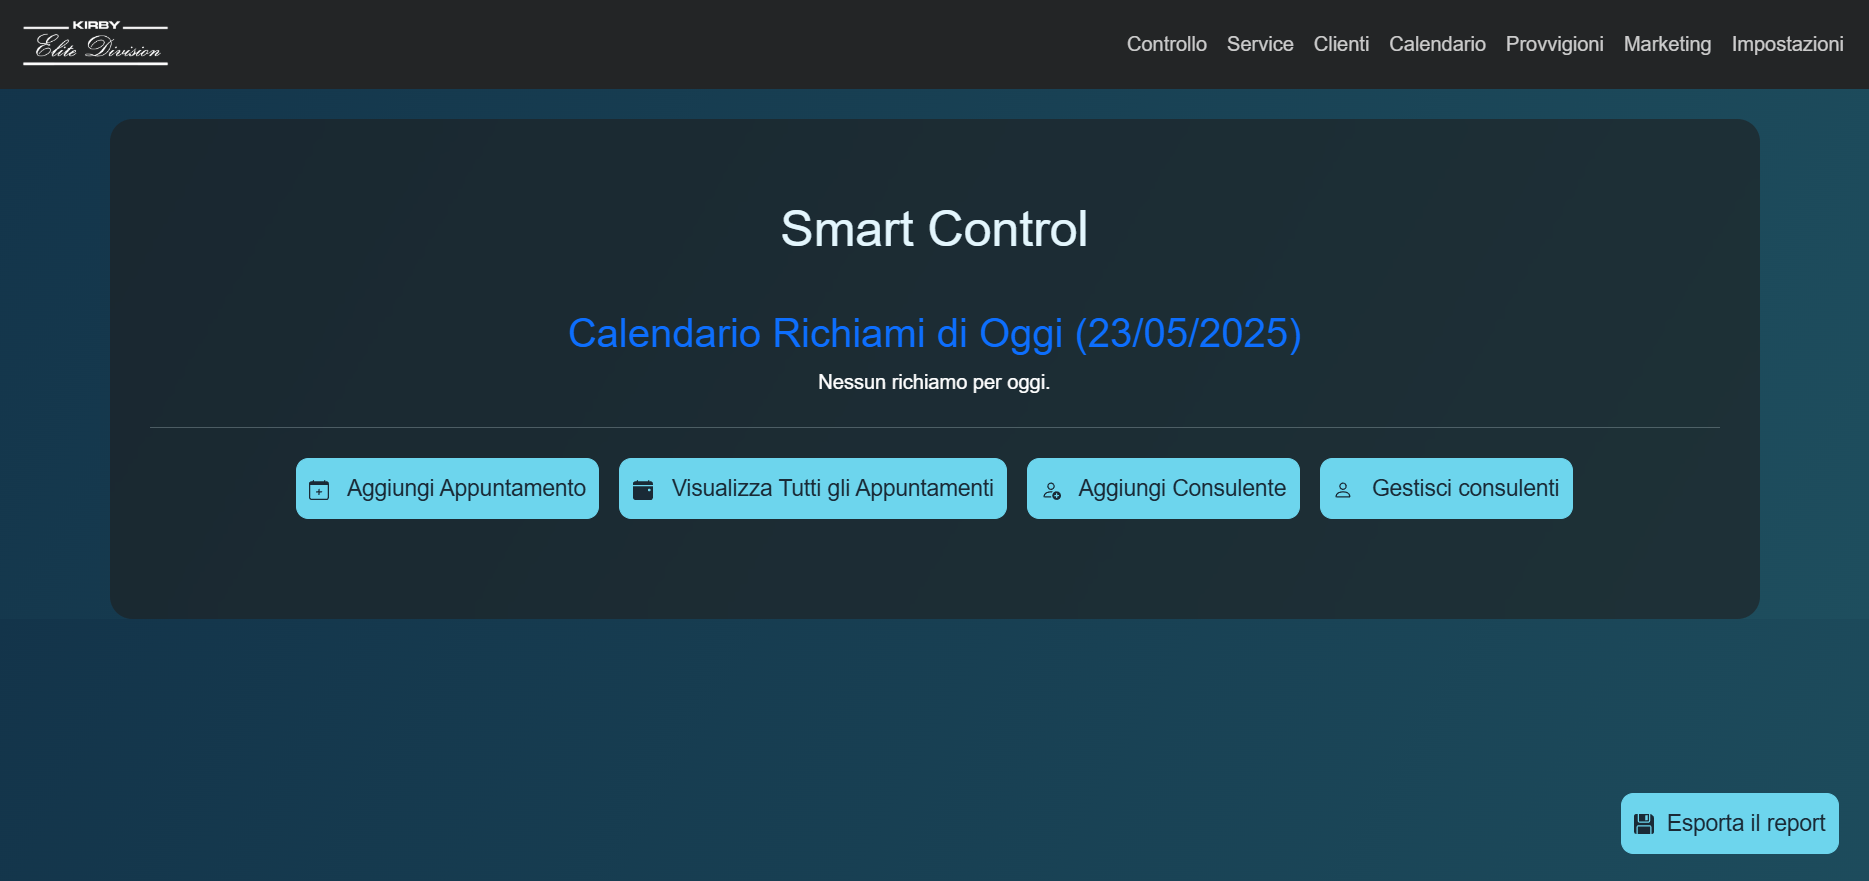 KIRBY
Elite Division
Controllo Service Clienti Calendario Provvigioni Marketing Impostazioni
Smart Control
Calendario Richiami di Oggi (23/05/2025)
Nessun richiamo per oggi.
Aggiungi Appuntamento Visualizza Tutti gli Appuntamenti Aggiungi Consulente Gestisci consulenti
Esporta il report